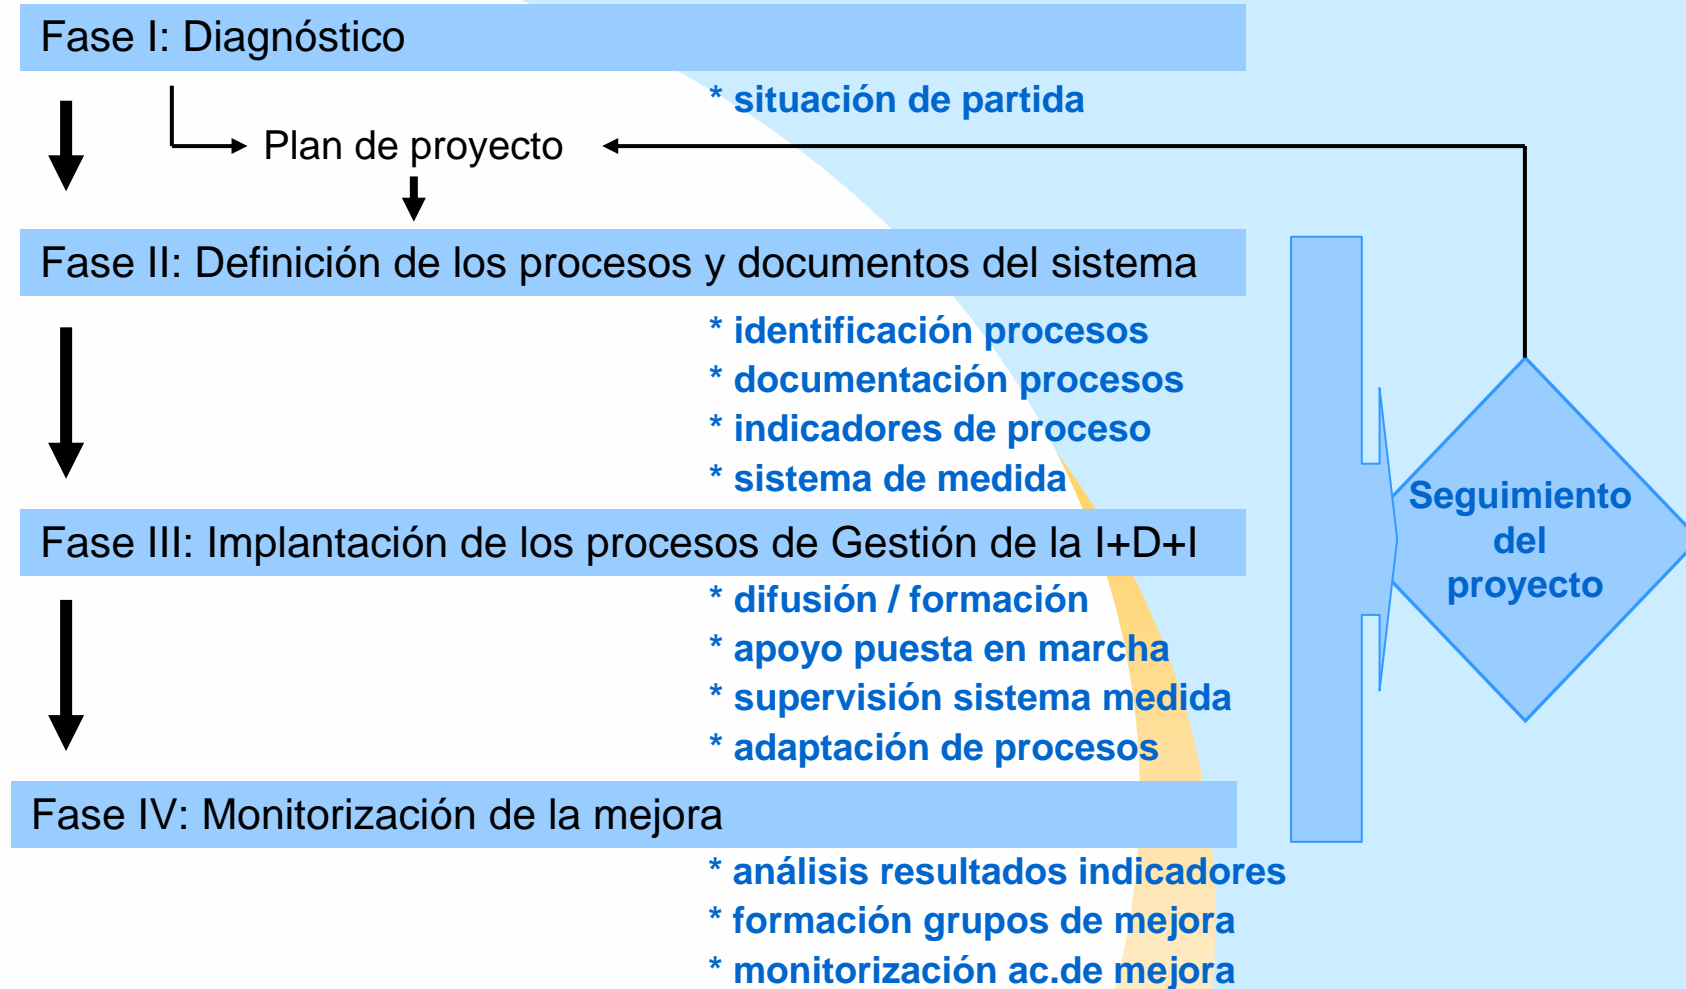 Fase I: Diagnóstico
* situación de partida
Plan de proyecto
Fase II: Definición de los procesos y documentos del sistema
* identificación procesos
* documentación procesos
* indicadores de proceso
* sistema de medida
Fase III: Implantación de los procesos de Gestión de la I+D+I
* difusión / formación
* apoyo puesta en marcha
* supervisión sistema medida
* adaptación de procesos
Fase IV: Monitorización de la mejora
* análisis resultados indicadores
* formación grupos de mejora
* monitorización ac.de mejora
Seguimiento
del
proyecto